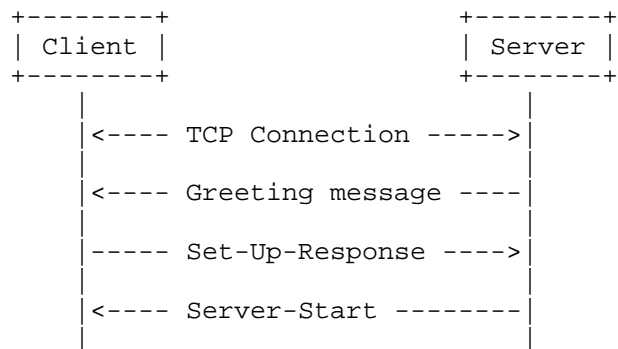 Client Server
TCP Connection
Greeting message
Set-Up-Response
Server-Start